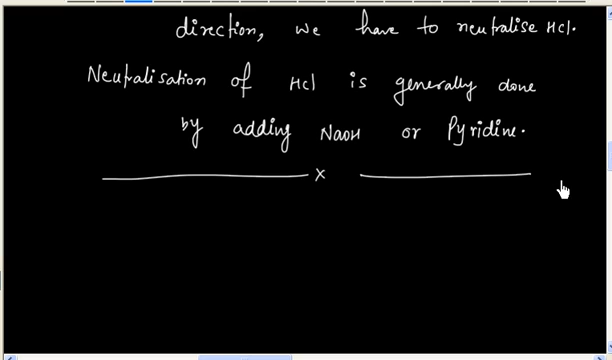 direction, we have to neutralise HCl.
Neutralisation of HCl is generally done
by adding NaOH or Pyridine.
x